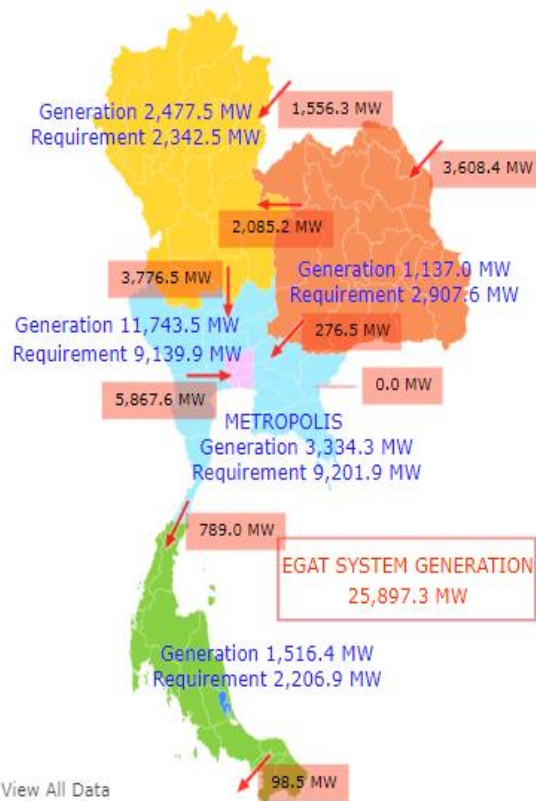 Generation 2,477.5 MW
Requirement 2,342.5 MW
1,556.3 MW
3,608.4 MW
2,085.2 MW
3,776.5 MW
Generation 1,137.0 MW
Requirement 2,907.6 MW
Generation 11,743.5 MW
Requirement 9,139.9 MW
276.5 MW
5,867.6 MW
0.0 MW
METROPOLIS
Generation 3,334.3 MW
Requirement 9,201.9 MW
789.0 MW
EGAT SYSTEM GENERATION
25,897.3 MW
Generation 1,516.4 MW
Requirement 2,206.9 MW
98.5 MW
View All Data